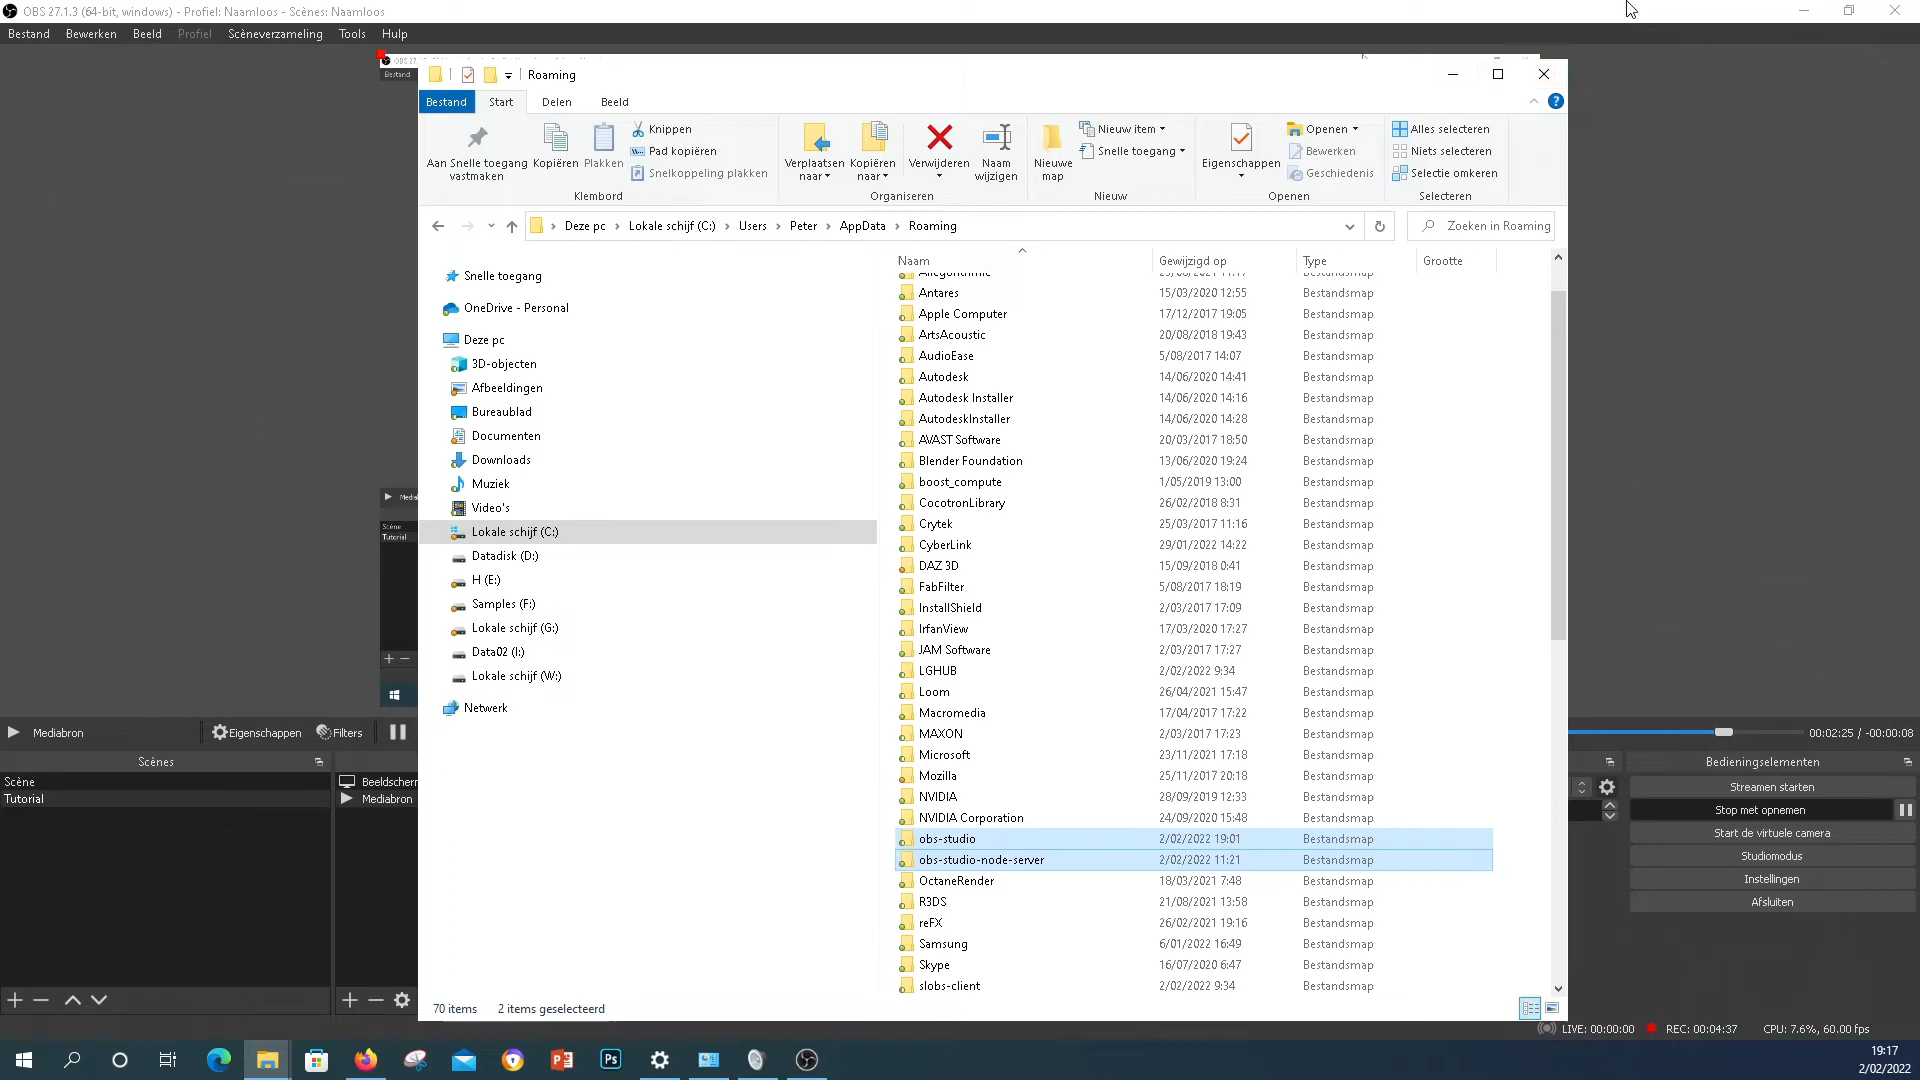 OBS 27.1.3 (64-bit, windows) - Profiel: Naamloos - Scènes: Naamloos
Bestand Bewerken Beeld Profiel Scèneverzameling Tools Hulp
Bestand
Roaming
Bestand Start Delen Beeld
Aan Snelle toegang vastmaken
Kopiëren
Plakken
Knippen
Pad kopiëren
Snelkoppeling plakken
Klembord
Verplaatsen naar
Kopiëren naar
Verwijderen
Naam wijzigen
Organiseren
Nieuwe map
Nieuw item
Snelle toegang
Nieuw
Eigenschappen
Openen
Bewerken
Geschiedenis
Openen
Alles selecteren
Niets selecteren
Selectie omkeren
Selecteren
Deze pc > Lokale schijf (C:) > Users > Peter > AppData > Roaming
Zoeken in Roaming
Snelle toegang
OneDrive - Personal
Deze pc
3D-objecten
Afbeeldingen
Bureaublad
Documenten
Downloads
Muziek
Video's
Lokale schijf (C:)
Datadisk (D:)
H (E:)
Samples (F:)
Lokale schijf (G:)
Data02 (I:)
Lokale schijf (W:)
Netwerk
Naam Gewijzigd op Type Grootte
Antares 15/03/2020 12:55 Bestandsmap
Apple Computer 17/12/2017 19:05 Bestandsmap
ArtsAcoustic 20/08/2018 19:43 Bestandsmap
AudioEase 5/08/2017 14:07 Bestandsmap
Autodesk 14/06/2020 14:41 Bestandsmap
Autodesk Installer 14/06/2020 14:16 Bestandsmap
AutodeskInstaller 14/06/2020 14:28 Bestandsmap
AVAST Software 20/03/2017 18:50 Bestandsmap
Blender Foundation 13/06/2020 19:24 Bestandsmap
boost_compute 1/05/2019 13:00 Bestandsmap
CocotronLibrary 26/02/2018 8:31 Bestandsmap
Crytek 25/03/2017 11:16 Bestandsmap
CyberLink 29/01/2022 14:22 Bestandsmap
DAZ 3D 15/09/2018 0:41 Bestandsmap
FabFilter 5/08/2017 18:19 Bestandsmap
InstallShield 2/03/2017 17:09 Bestandsmap
IrfanView 17/03/2020 17:27 Bestandsmap
JAM Software 2/03/2017 17:27 Bestandsmap
LGHUB 2/02/2022 9:34 Bestandsmap
Loom 26/04/2021 15:47 Bestandsmap
Macromedia 17/04/2017 17:22 Bestandsmap
MAXON 2/03/2017 17:23 Bestandsmap
Microsoft 23/11/2021 17:18 Bestandsmap
Mozilla 25/11/2017 20:18 Bestandsmap
NVIDIA 28/09/2019 12:33 Bestandsmap
NVIDIA Corporation 24/09/2020 15:48 Bestandsmap
obs-studio 2/02/2022 19:01 Bestandsmap
obs-studio-node-server 2/02/2022 11:21 Bestandsmap
OctaneRender 18/03/2021 7:48 Bestandsmap
R3DS 21/08/2021 13:58 Bestandsmap
reFX 26/02/2021 19:16 Bestandsmap
Samsung 6/01/2022 16:49 Bestandsmap
Skype 16/07/2020 6:47 Bestandsmap
slobs-client 2/02/2022 9:34 Bestandsmap
70 items 2 items geselecteerd
Scène
Tutorial
Mediabron Eigenschappen Filters
00:02:25 / -00:00:08
Scènes
Scène
Tutorial
Beeldscherm
Mediabron
Bedieningselementen
Streamen starten
Stop met opnemen
Start de virtuele camera
Studiomodus
Instellingen
Afsluiten
LIVE: 00:00:00 REC: 00:04:37 CPU: 7.6%, 60.00 fps
19:17
2/02/2022